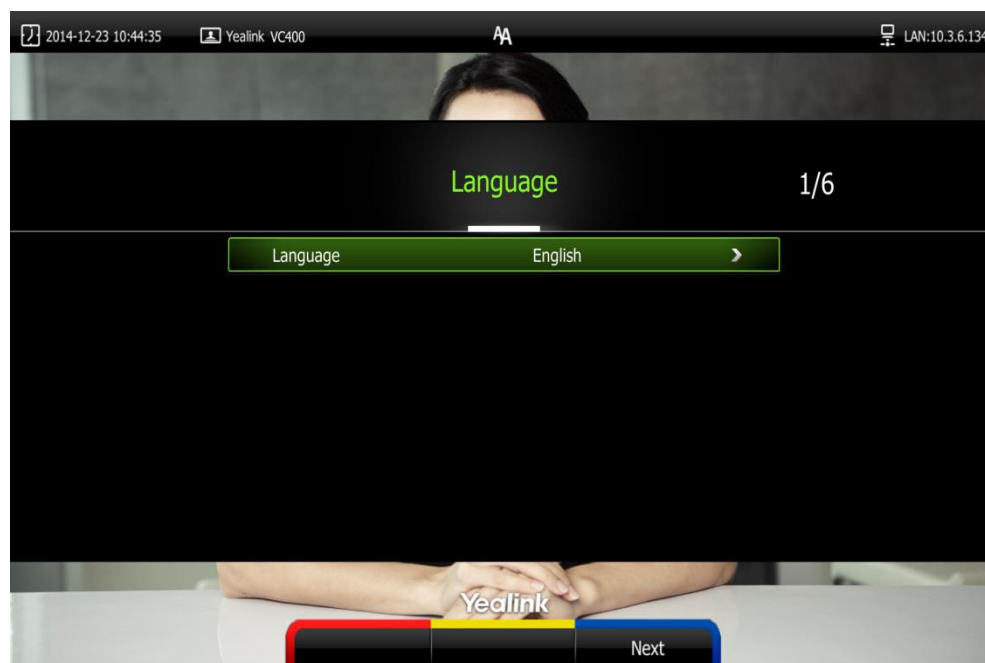 2014-12-23 10:44:35 Yealink VC400 AA LAN:10.3.6.134
Language 1/6
Language English
Yealink
Next